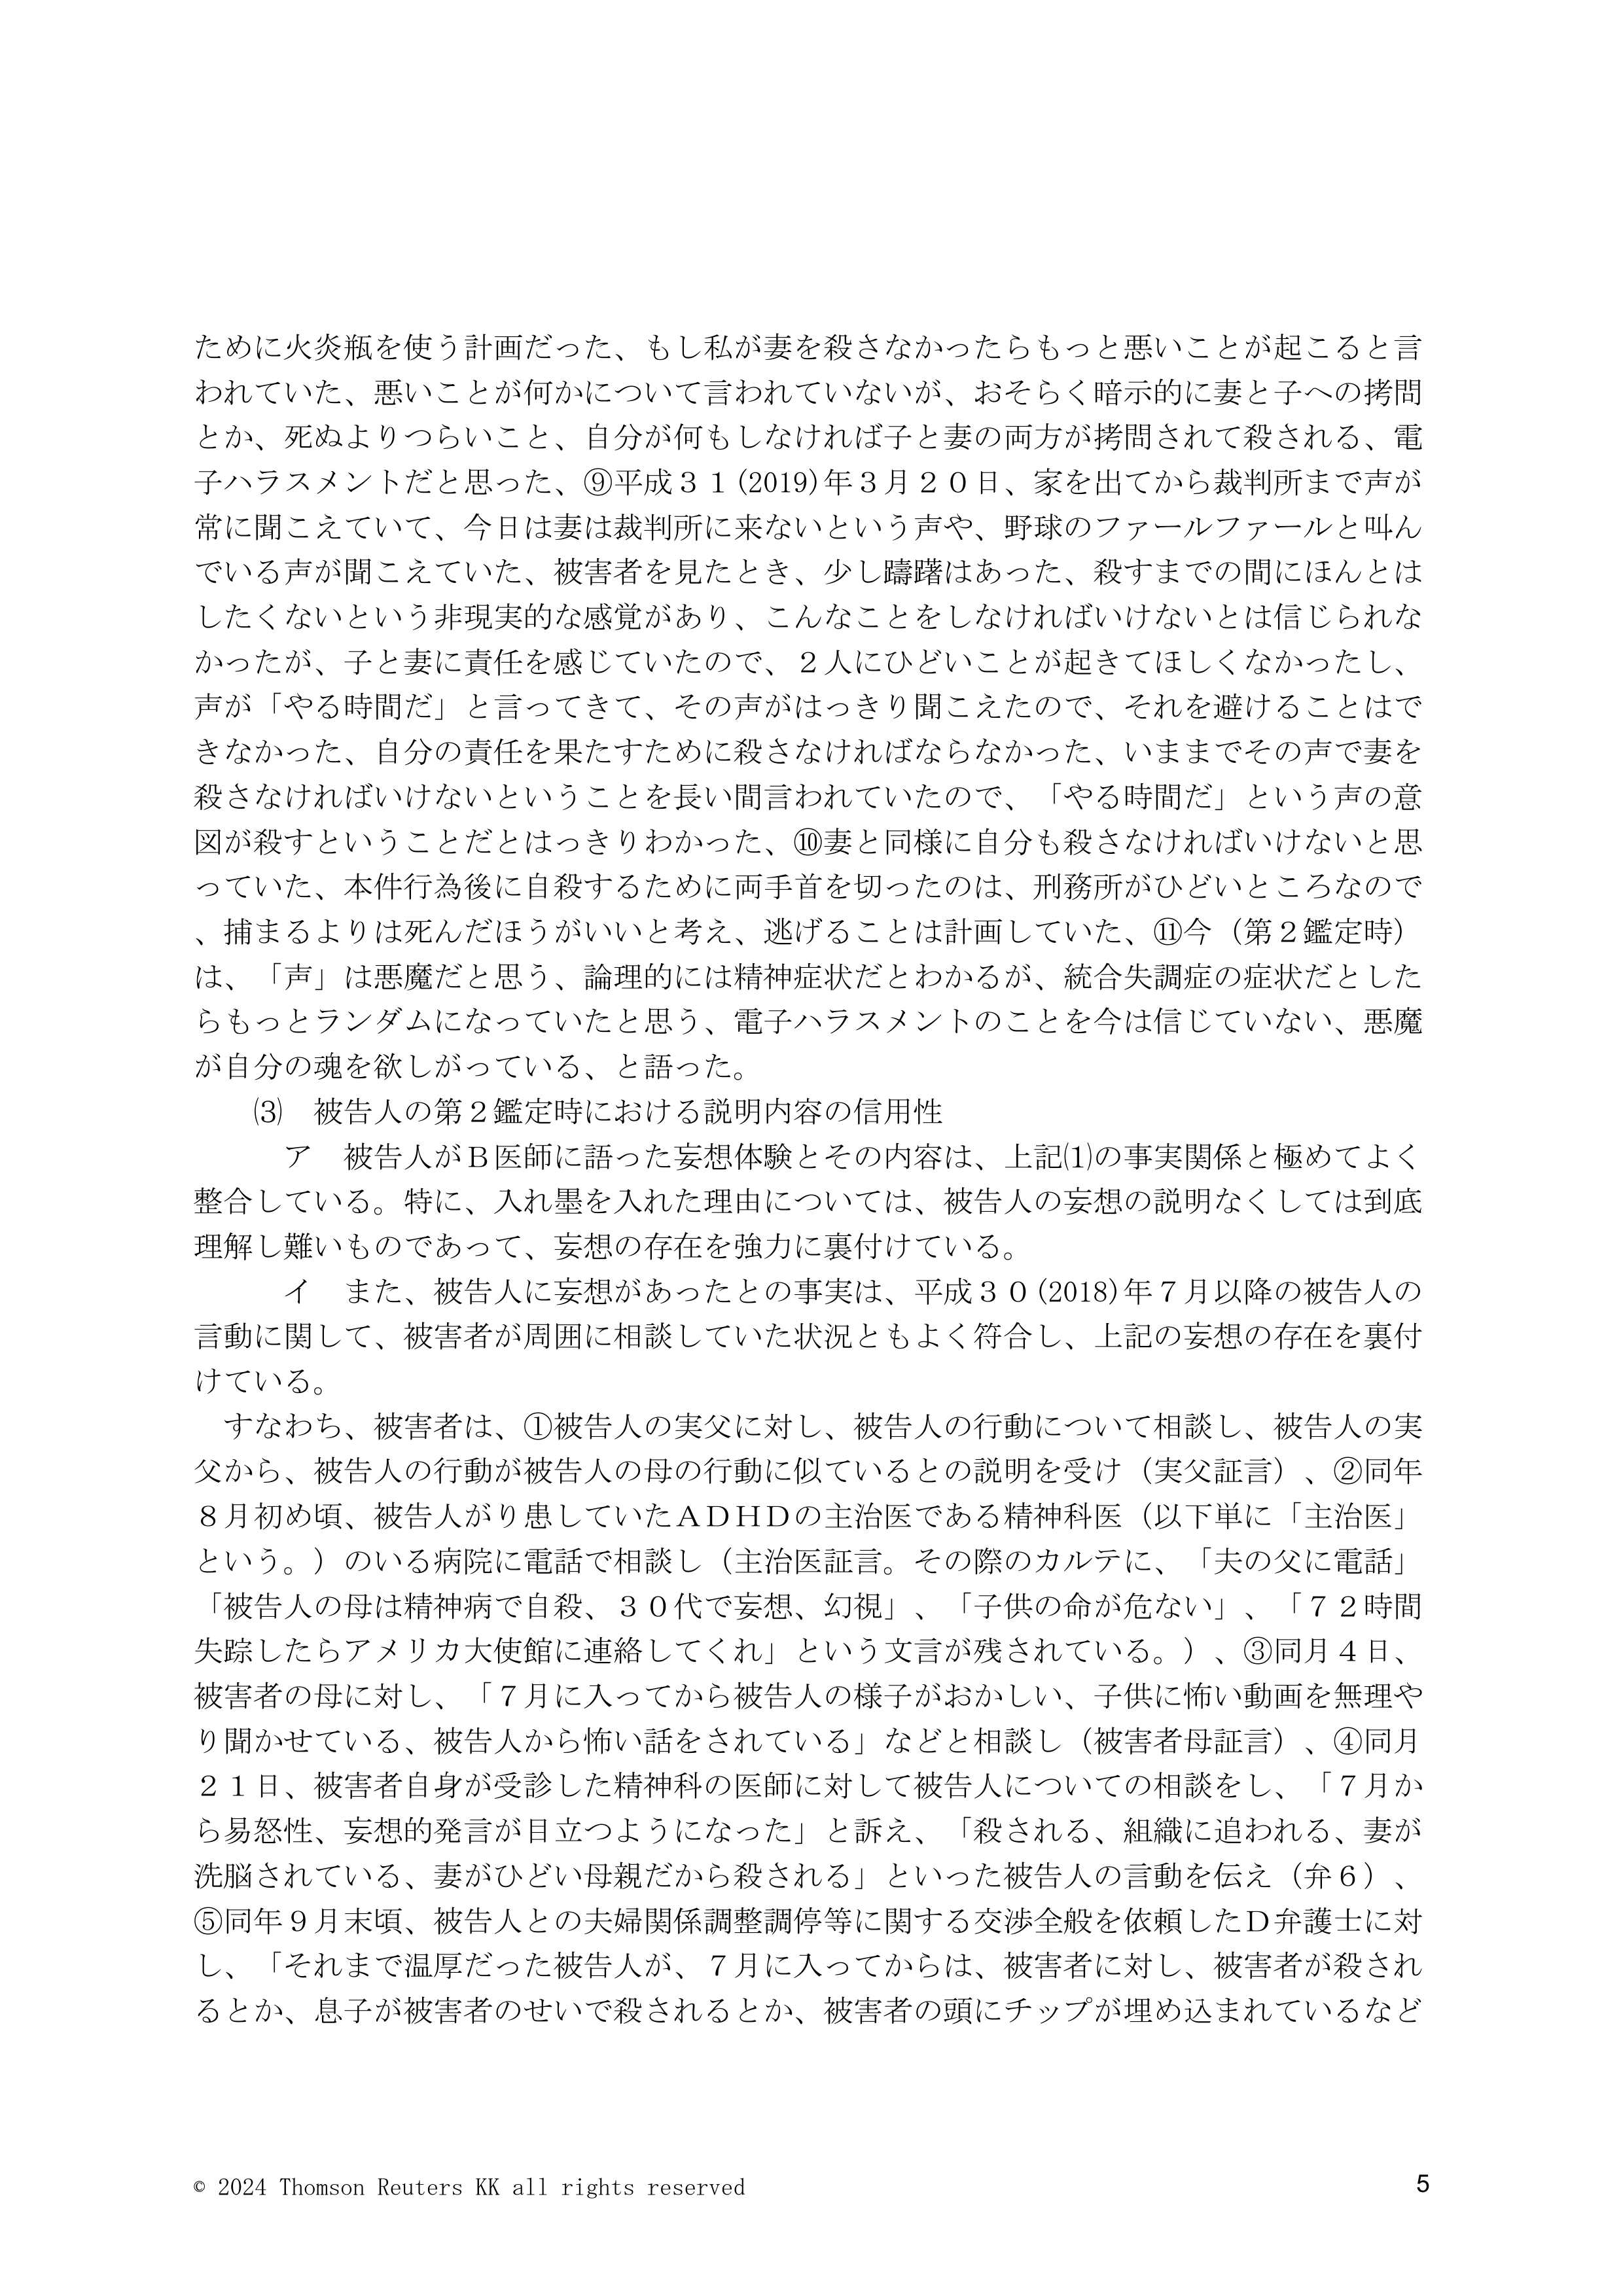 ために火炎瓶を使う計画だった、もし私が妻を殺さなかったらもっと悪いことが起こると言
われていた、悪いことが何かについて言われていないが、おそらく暗示的に妻と子への拷問
とか、死ぬよりつらいこと、自分が何もしなければ子と妻の両方が拷問されて殺される、電
子ハラスメントだと思った、⑨平成３１(2019)年３月２０日、家を出てから裁判所まで声が
常に聞こえていて、今日は妻は裁判所に来ないという声や、野球のファールファールと叫ん
でいる声が聞こえていた、被害者を見たとき、少し躊躇はあった、殺すまでの間にほんとは
したくないという非現実的な感覚があり、こんなことをしなければいけないとは信じられな
かったが、子と妻に責任を感じていたので、２人にひどいことが起きてほしくなかったし、
声が「やる時間だ」と言ってきて、その声がはっきり聞こえたので、それを避けることはで
きなかった、自分の責任を果たすために殺さなければならなかった、いままでその声で妻を
殺さなければいけないということを長い間言われていたので、「やる時間だ」という声の意
図が殺すということだとはっきりわかった、⑩妻と同様に自分も殺さなければいけないと思
っていた、本件行為後に自殺するために両手首を切ったのは、刑務所がひどいところなので
、捕まるよりは死んだほうがいいと考え、逃げることは計画していた、⑪今（第２鑑定時）
は、「声」は悪魔だと思う、論理的には精神症状だとわかるが、統合失調症の症状だとした
らもっとランダムになっていたと思う、電子ハラスメントのことを今は信じていない、悪魔
が自分の魂を欲しがっている、と語った。
⑶　被告人の第２鑑定時における説明内容の信用性
ア　被告人がＢ医師に語った妄想体験とその内容は、上記⑴の事実関係と極めてよく
整合している。特に、入れ墨を入れた理由については、被告人の妄想の説明なくしては到底
理解し難いものであって、妄想の存在を強力に裏付けている。
イ　また、被告人に妄想があったとの事実は、平成３０(2018)年７月以降の被告人の
言動に関して、被害者が周囲に相談していた状況ともよく符合し、上記の妄想の存在を裏付
けている。
すなわち、被害者は、①被告人の実父に対し、被告人の行動について相談し、被告人の実
父から、被告人の行動が被告人の母の行動に似ているとの説明を受け（実父証言）、②同年
８月初め頃、被告人がり患していたＡＤＨＤの主治医である精神科医（以下単に「主治医」
という。）のいる病院に電話で相談し（主治医証言。その際のカルテに、「夫の父に電話」
「被告人の母は精神病で自殺、３０代で妄想、幻視」、「子供の命が危ない」、「７２時間
失踪したらアメリカ大使館に連絡してくれ」という文言が残されている。）、③同月４日、
被害者の母に対し、「７月に入ってから被告人の様子がおかしい、子供に怖い動画を無理や
り聞かせている、被告人から怖い話をされている」などと相談し（被害者母証言）、④同月
２１日、被害者自身が受診した精神科の医師に対して被告人についての相談をし、「７月か
ら易怒性、妄想的発言が目立つようになった」と訴え、「殺される、組織に追われる、妻が
洗脳されている、妻がひどい母親だから殺される」といった被告人の言動を伝え（弁６）、
⑤同年９月末頃、被告人との夫婦関係調整調停等に関する交渉全般を依頼したＤ弁護士に対
し、「それまで温厚だった被告人が、７月に入ってからは、被害者に対し、被害者が殺され
るとか、息子が被害者のせいで殺されるとか、被害者の頭にチップが埋め込まれているなど
© 2024 Thomson Reuters KK all rights reserved
5